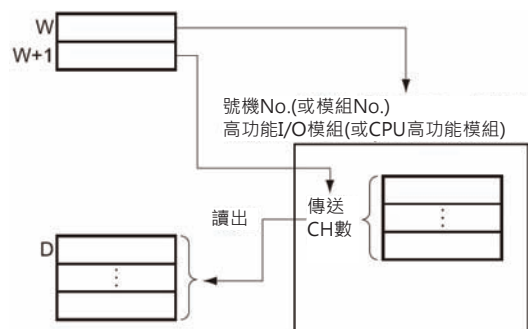 W
W+1
號機No.(或模組No.)
高功能I/O模組(或CPU高功能模組)
傳送
CH數
讀出
D